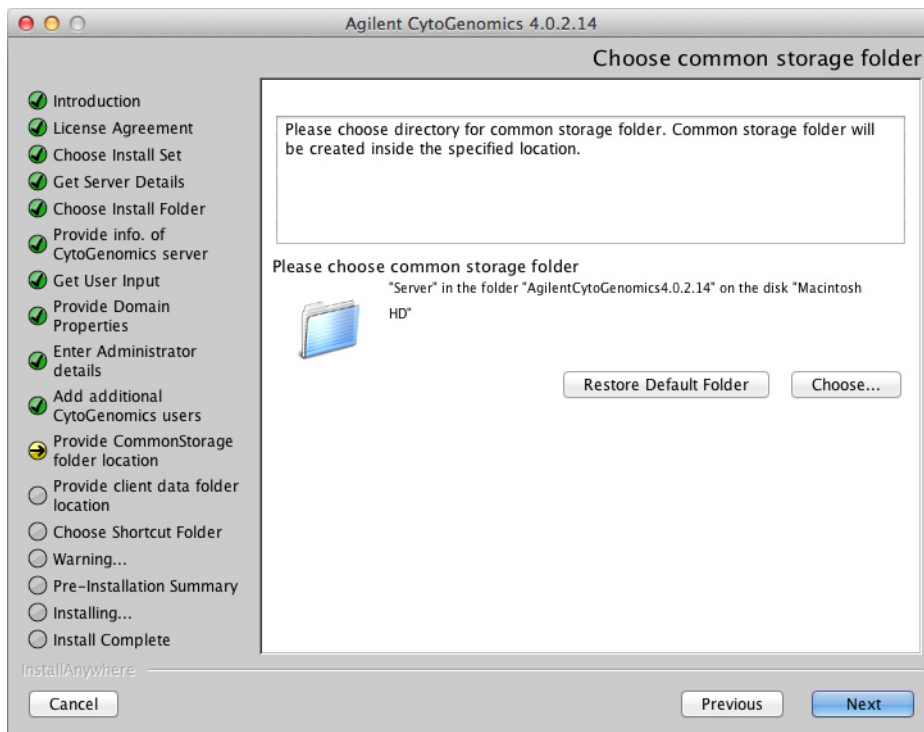 Agilent CytoGenomics 4.0.2.14
Choose common storage folder
Introduction
License Agreement
Choose Install Set
Get Server Details
Choose Install Folder
Provide info. of
CytoGenomics server
Get User Input
Provide Domain
Properties
Enter Administrator
details
Add additional
CytoGenomics users
Provide CommonStorage
folder location
Provide client data folder
location
Choose Shortcut Folder
Warning...
Pre-Installation Summary
Installing...
Install Complete
Please choose directory for common storage folder. Common storage folder will
be created inside the specified location.
Please choose common storage folder
"Server" in the folder "AgilentCytoGenomics4.0.2.14" on the disk "Macintosh
HD"
Restore Default Folder
Choose...
InstallAnywhere
Cancel
Previous
Next